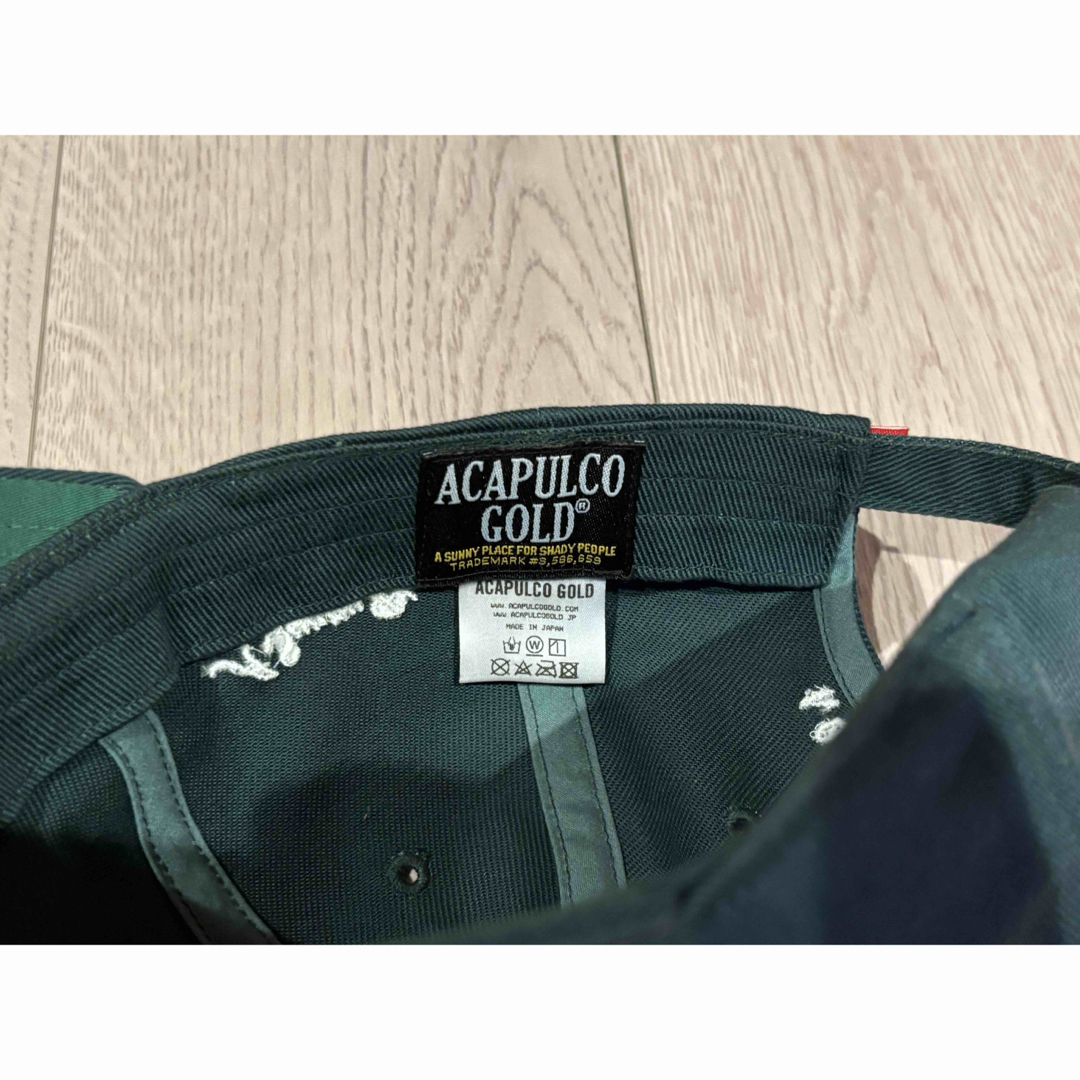 ACAPULCO
GOLD®
A SUNNY PLACE FOR SHADY PEOPLE
TRADEMARK #3,586,659
ACAPULCO GOLD
WWW.ACAPULCOGOLD.COM
WWW.ACAPULCOGOLD.JP
MADE IN JAPAN
W